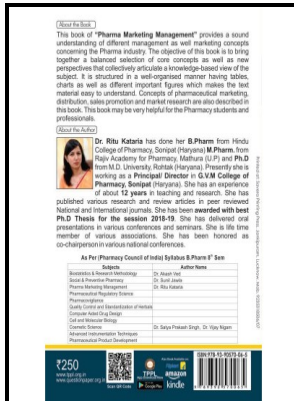 About the Book
This book of "Pharma Marketing Management" provides a sound
understanding of different management as well marketing concepts
concerning the Pharma industry. The objective of this book is to bring
together a balanced selection of core concepts as well as new
perspectives that collectively articulate a knowledge-based view of the
subject. It is structured in a well-organised manner having tables,
charts as well as different important figures which makes the text
material easy to understand. Concepts of pharmaceutical marketing,
distribution, sales promotion and market research are also described in
this book. This book may be very helpful for the Pharmacy students and
professionals.
About the Author
Dr. Ritu Kataria has done her B.Pharm from Hindu
College of Pharmacy, Sonipat (Haryana) M.Pharm. from
Rajiv Academy for Pharmacy, Mathura (U.P) and Ph.D
from M.D. University, Rohtak (Haryana). Presently she is
working as a Principal/ Director in G.V.M College of
Pharmacy, Sonipat (Haryana). She has an experience
of about 12 years in teaching and research. She has
published various research and review articles in peer reviewed
National and International journals. She has been awarded with best
Ph.D Thesis for the session 2018-19. She has delivered oral
presentations in various conferences and seminars. She is life time
member of various associations. She has been honored as
co-chairperson in various national conferences.
As Per (Pharmacy Council of India) Syllabus B.Pharm 8th Sem
Subjects Author Name
Biostatistics & Research Methodology Dr. Akash Ved
Social & Preventive Pharmacy Dr. Sunil Jawla
Pharma Marketing Management Dr. Ritu Kataria
Pharmaceutical Regulatory Science
Pharmacovigilance
Quality Control and Standardization of Herbals
Computer Aided Drug Design
Cell and Molecular Biology
Cosmetic Science Dr. Satya Prakash Singh, Dr. Vijay Nigam
Advanced Instrumentation Techniques
Pharmaceutical Product Development
₹250
www.tppl.org.in
www.questionpaper.org.in
Scan QR Code
TPPL
Google Play
amazon
kindle